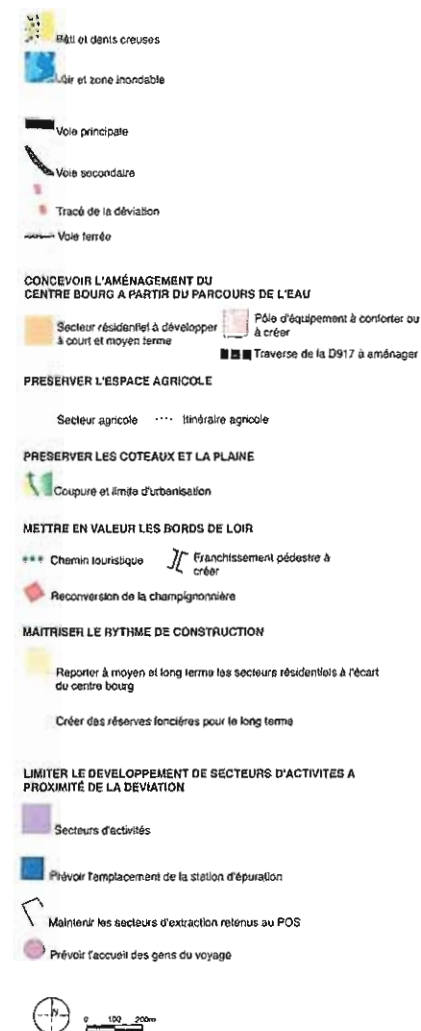 Bâti et dents creuses
Loir et zone inondable
Voie principale
Voie secondaire
Tracé de la déviation
Voie ferrée
CONCEVOIR L'AMÉNAGEMENT DU
CENTRE BOURG A PARTIR DU PARCOURS DE L'EAU
Secteur résidentiel à développer
à court et moyen terme
Pôle d'équipement à conforter ou
à créer
Traverse de la D917 à aménager
PRESERVER L'ESPACE AGRICOLE
Secteur agricole
Itinéraire agricole
PRESERVER LES COTEAUX ET LA PLAINE
Coupure et limite d'urbanisation
METTRE EN VALEUR LES BORDS DE LOIR
Chemin touristique
Franchissement pédestre à
créer
Reconversion de la champignonnière
MAITRISER LE RYTHME DE CONSTRUCTION
Reporter à moyen et long terme les secteurs résidentiels à l'écart
du centre bourg
Créer des réserves foncières pour le long terme
LIMITER LE DEVELOPPEMENT DE SECTEURS D'ACTIVITES A
PROXIMITÉ DE LA DEVIATION
Secteurs d'activités
Prévoir l'emplacement de la station d'épuration
Maintenir les secteurs d'extraction retenus au POS
Prévoir l'accueil des gens du voyage
N
0 100 200m